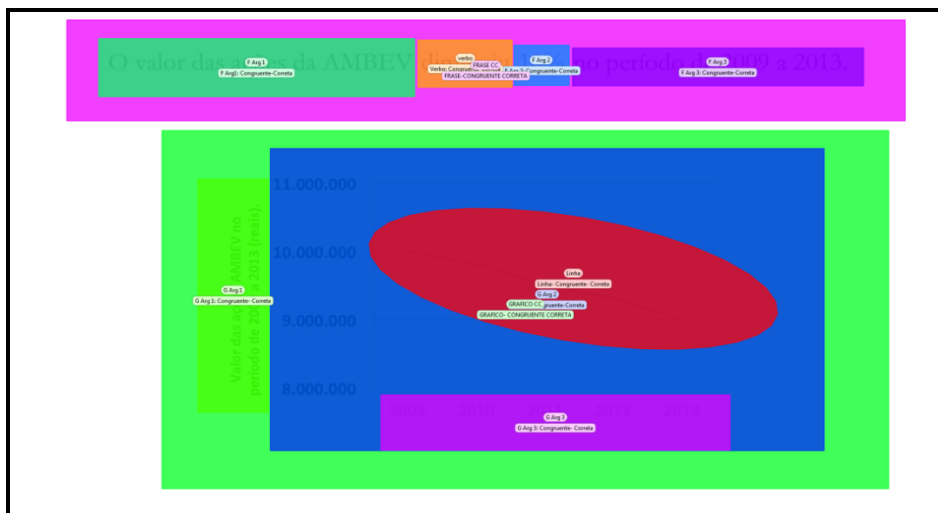 O valor das ações da AMBEV no período de 2009 a 2013,
F Arg 1
F Arg1: Congruente-Correta
verbo
FRASE CC
FRASE-CONGRUENTE CORRETA
F Arg 2
F Arg 3
F Arg 3: Congruente-Correta
11.000.000
10.000.000
9.000.000
8.000.000
Valor das AMBEV no
período de a 2013 (reais).
G Arg 1
G Arg 1: Congruente- Correta
Linha
Linha- Congruente- Correta
G Arg 2
GRAFICO CC
GRAFICO- CONGRUENTE CORRETA
2009 2010 2012 2013
G Arg 3
G Arg 3: Congruente- Correta